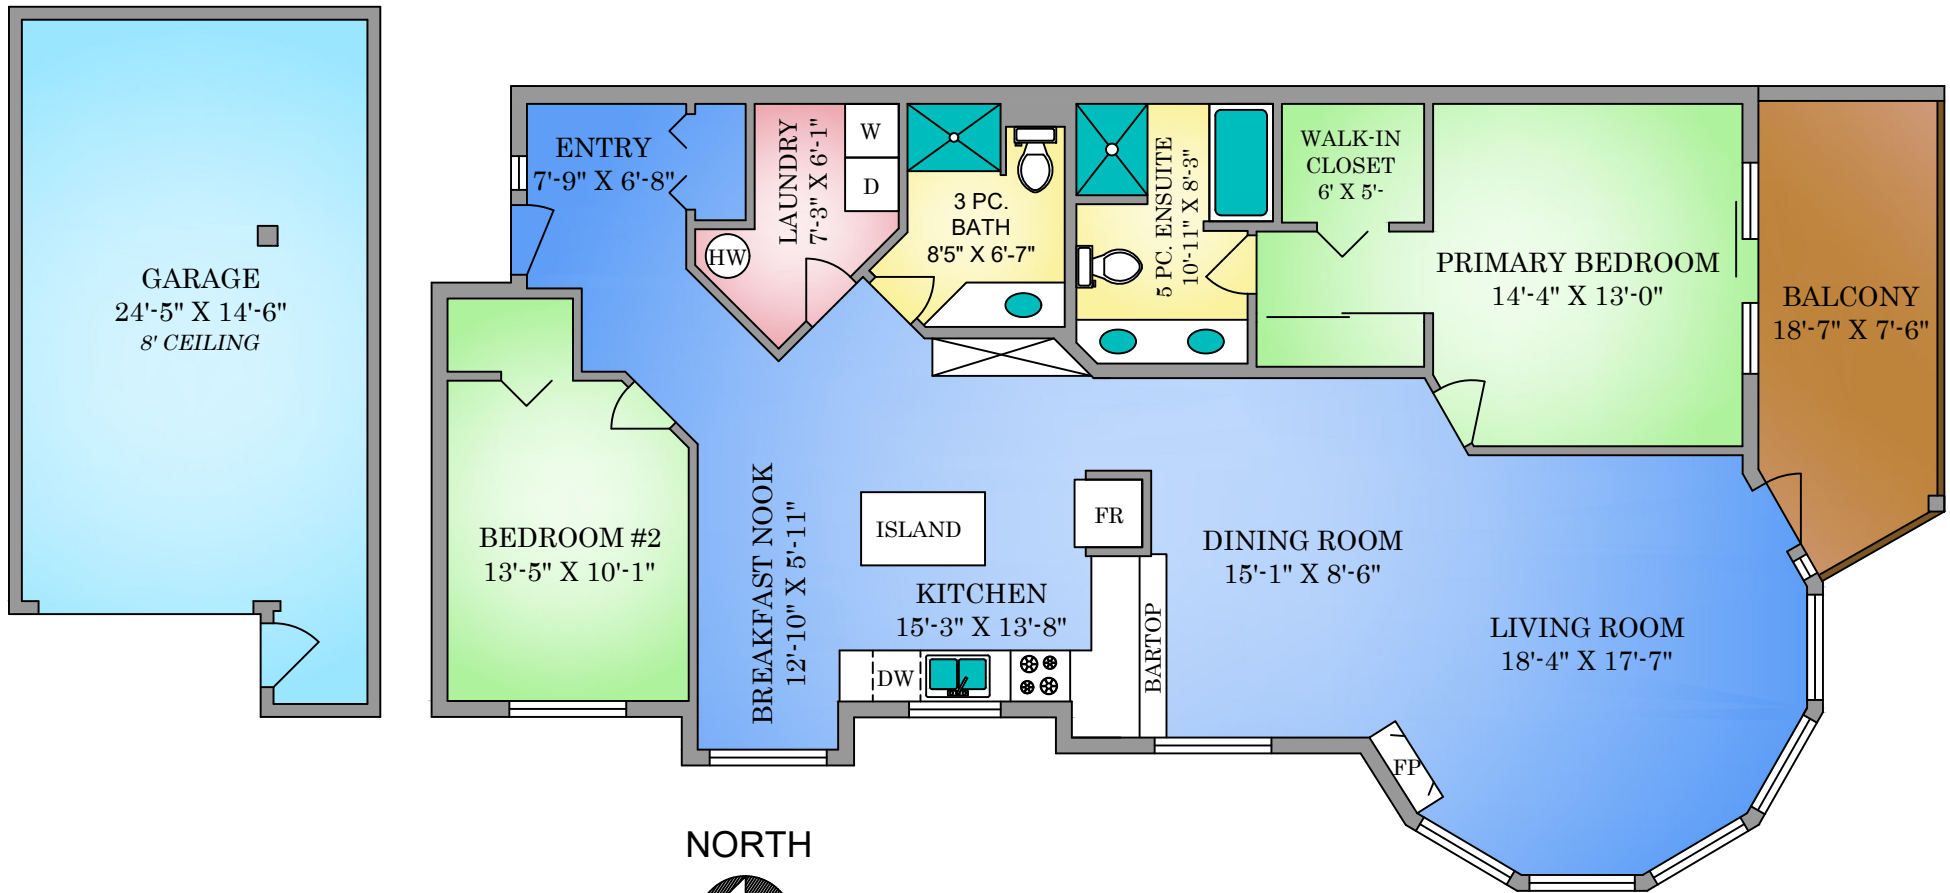 GARAGE
24'-5" X 14'-6"
8' CEILING
ENTRY
7'-9" X 6'-8"
LAUNDRY
7'-3" X 6'-1"
W
D
HW
3 PC.
BATH
8'5" X 6'-7"
5 PC. ENSUITE
10'-11" X 8'-3"
WALK-IN
CLOSET
6' X 5'-
PRIMARY BEDROOM
14'-4" X 13'-0"
BALCONY
18'-7" X 7'-6"
BEDROOM #2
13'-5" X 10'-1"
BREAKFAST NOOK
12'-10" X 5'-11"
ISLAND
KITCHEN
15'-3" X 13'-8"
DW
FR
BARTOP
DINING ROOM
15'-1" X 8'-6"
LIVING ROOM
18'-4" X 17'-7"
FP
NORTH